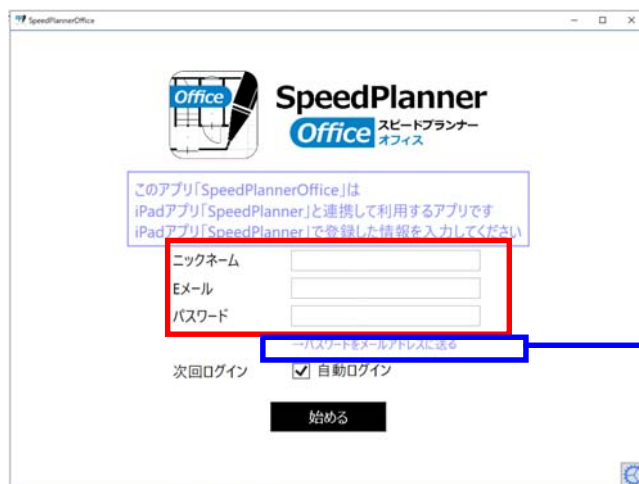 SpeedPlannerOffice
Office
SpeedPlanner
Office スピードプランナー
オフィス
このアプリ「SpeedPlannerOffice」は
iPadアプリ「SpeedPlanner」と連携して利用するアプリです
iPadアプリ「SpeedPlanner」で登録した情報を入力してください
ニックネーム
Eメール
パスワード
→パスワードをメールアドレスに送る
次回ログイン 自動ログイン
始める